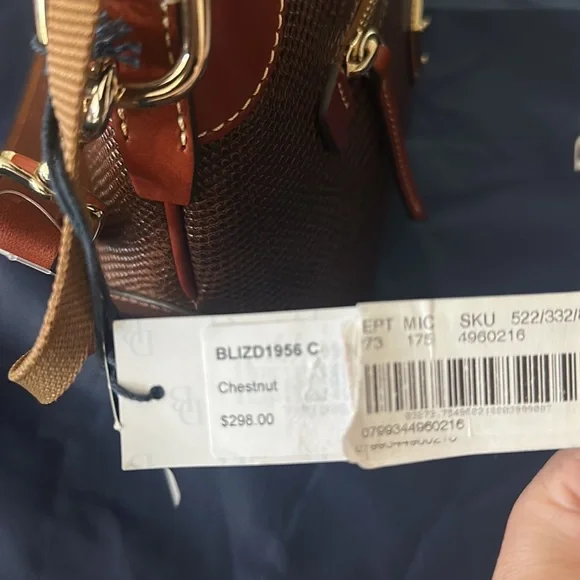 BLIZD1956 C
Chestnut
$298.00
EPT MIC SKU 522/332/
73 175 4960216
0799344960216